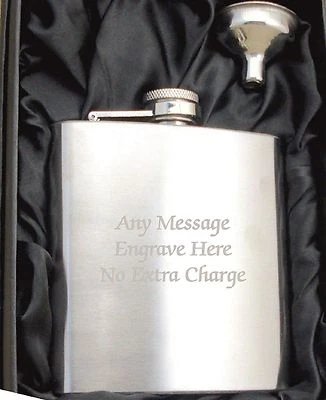 Any Message
Engrave Here
No Extra Charge